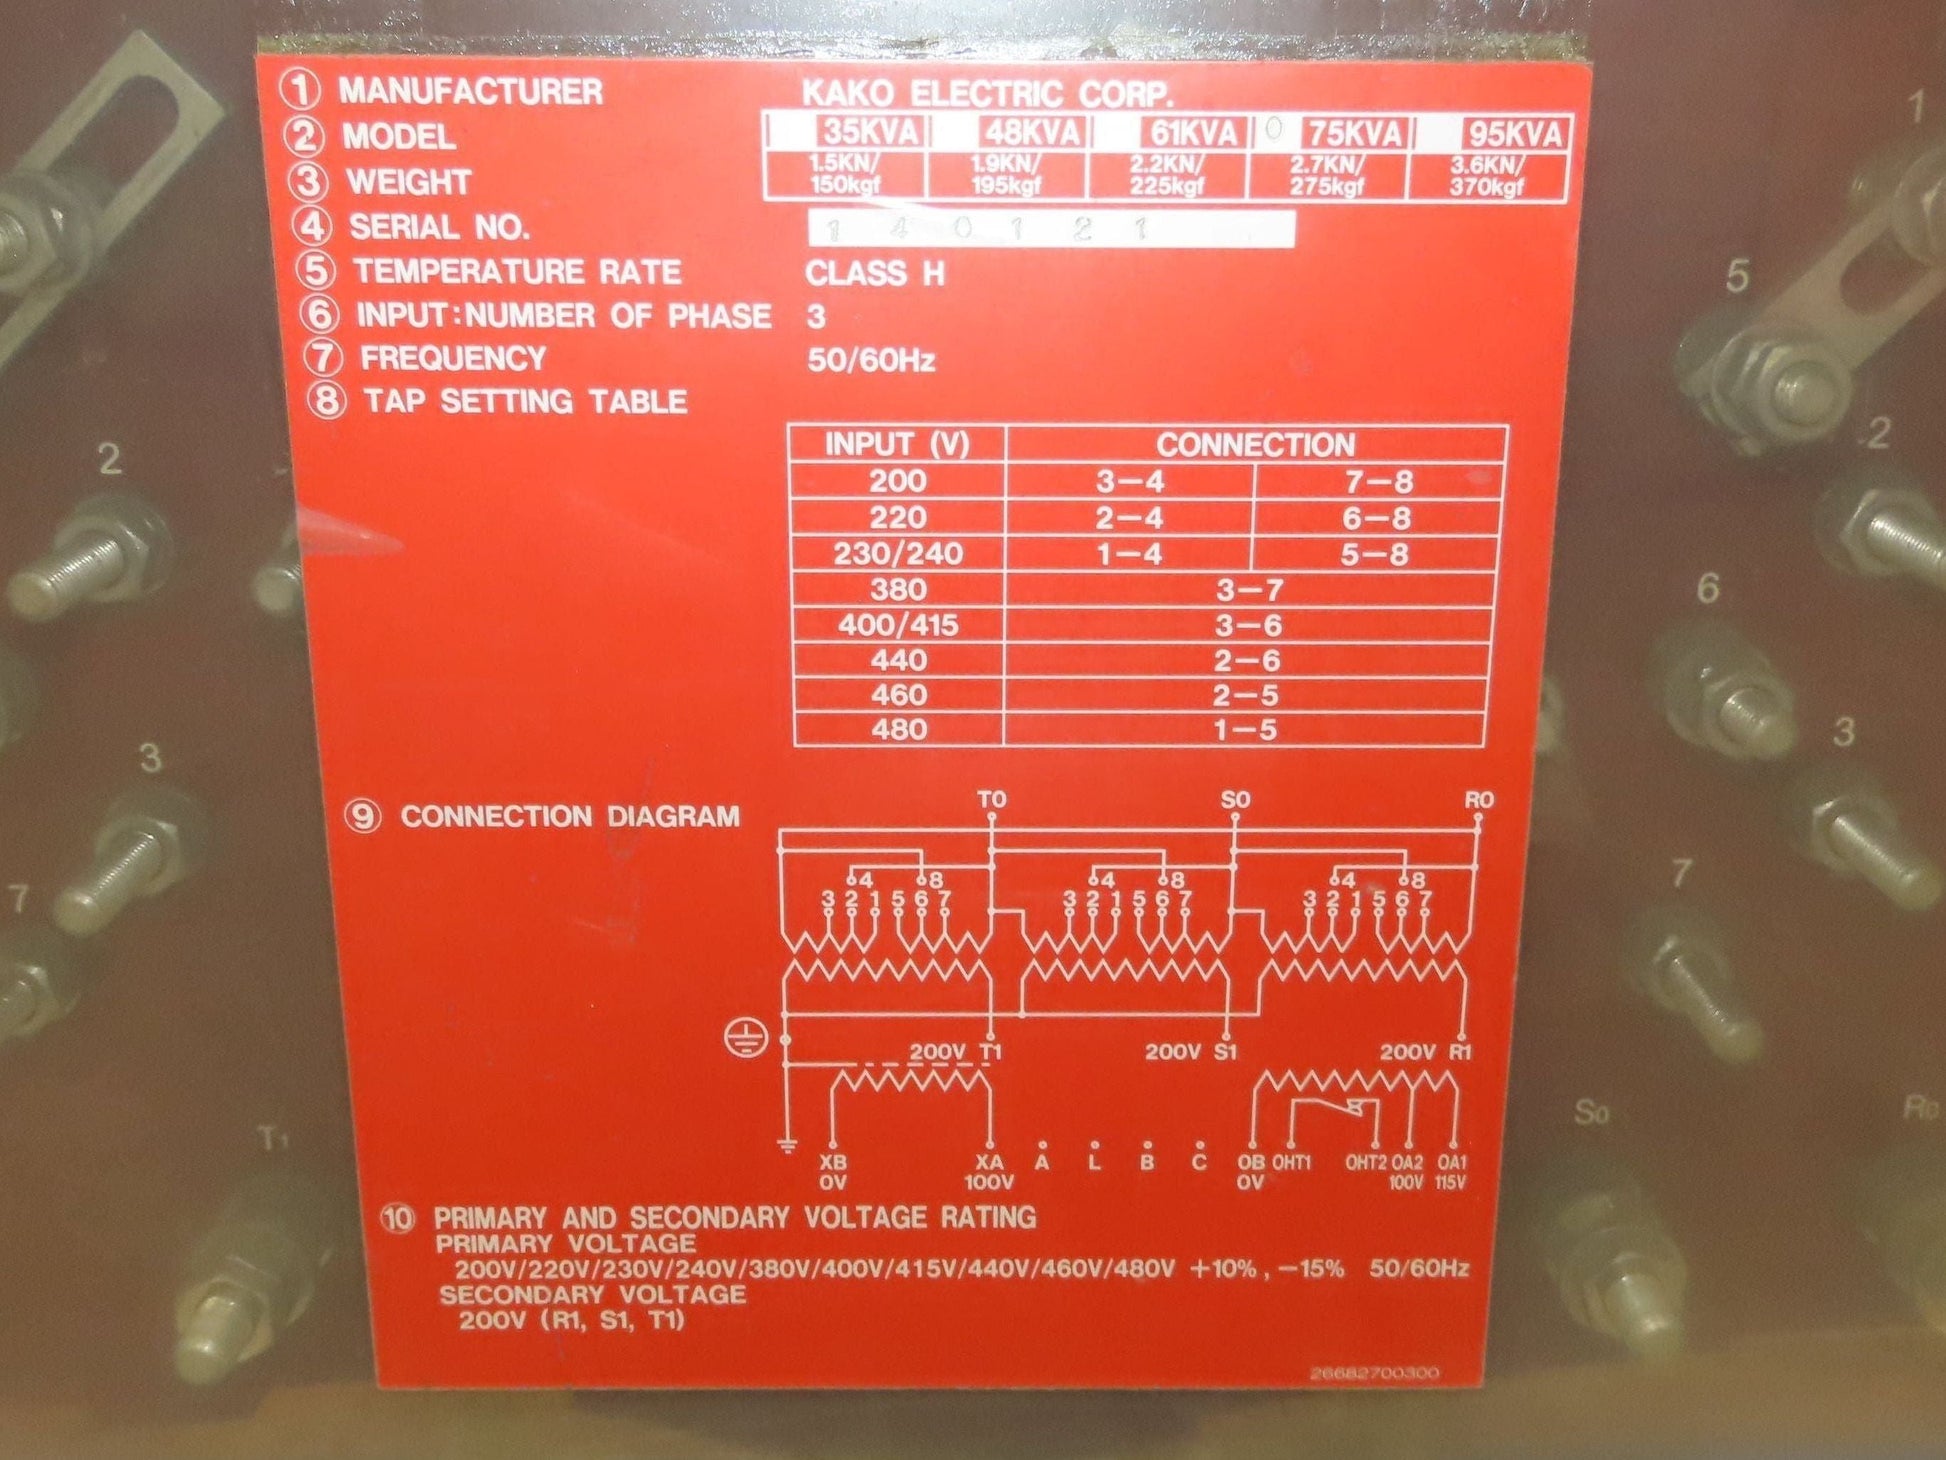 ① MANUFACTURER KAKO ELECTRIC CORP.
② MODEL 35KVA 48KVA 61KVA O 75KVA 95KVA
③ WEIGHT 1.5KN/ 150kgf 1.9KN/ 195kgf 2.2KN/ 225kgf 2.7KN/ 275kgf 3.6KN/ 370kgf
④ SERIAL NO. 140121
⑤ TEMPERATURE RATE CLASS H
⑥ INPUT:NUMBER OF PHASE 3
⑦ FREQUENCY 50/60Hz
⑧ TAP SETTING TABLE
INPUT (V) CONNECTION
200 3-4 7-8
220 2-4 6-8
230/240 1-4 5-8
380 3-7
400/415 3-6
440 2-6
460 2-5
480 1-5
⑨ CONNECTION DIAGRAM
T0 S0 R0
4 8 4 8 4 8
3 2 1 5 6 7 3 2 1 5 6 7 3 2 1 5 6 7
200V T1 200V S1 200V R1
XB XA A L B C OB OHT1 OHT2 OA2 OA1
0V 100V 0V 100V 115V
⑩ PRIMARY AND SECONDARY VOLTAGE RATING
PRIMARY VOLTAGE
200V/220V/230V/240V/380V/400V/415V/440V/460V/480V +10%, -15% 50/60Hz
SECONDARY VOLTAGE
200V (R1, S1, T1)
26682700300
2
3
7
T1
1
5
2
6
3
7
S0
R0